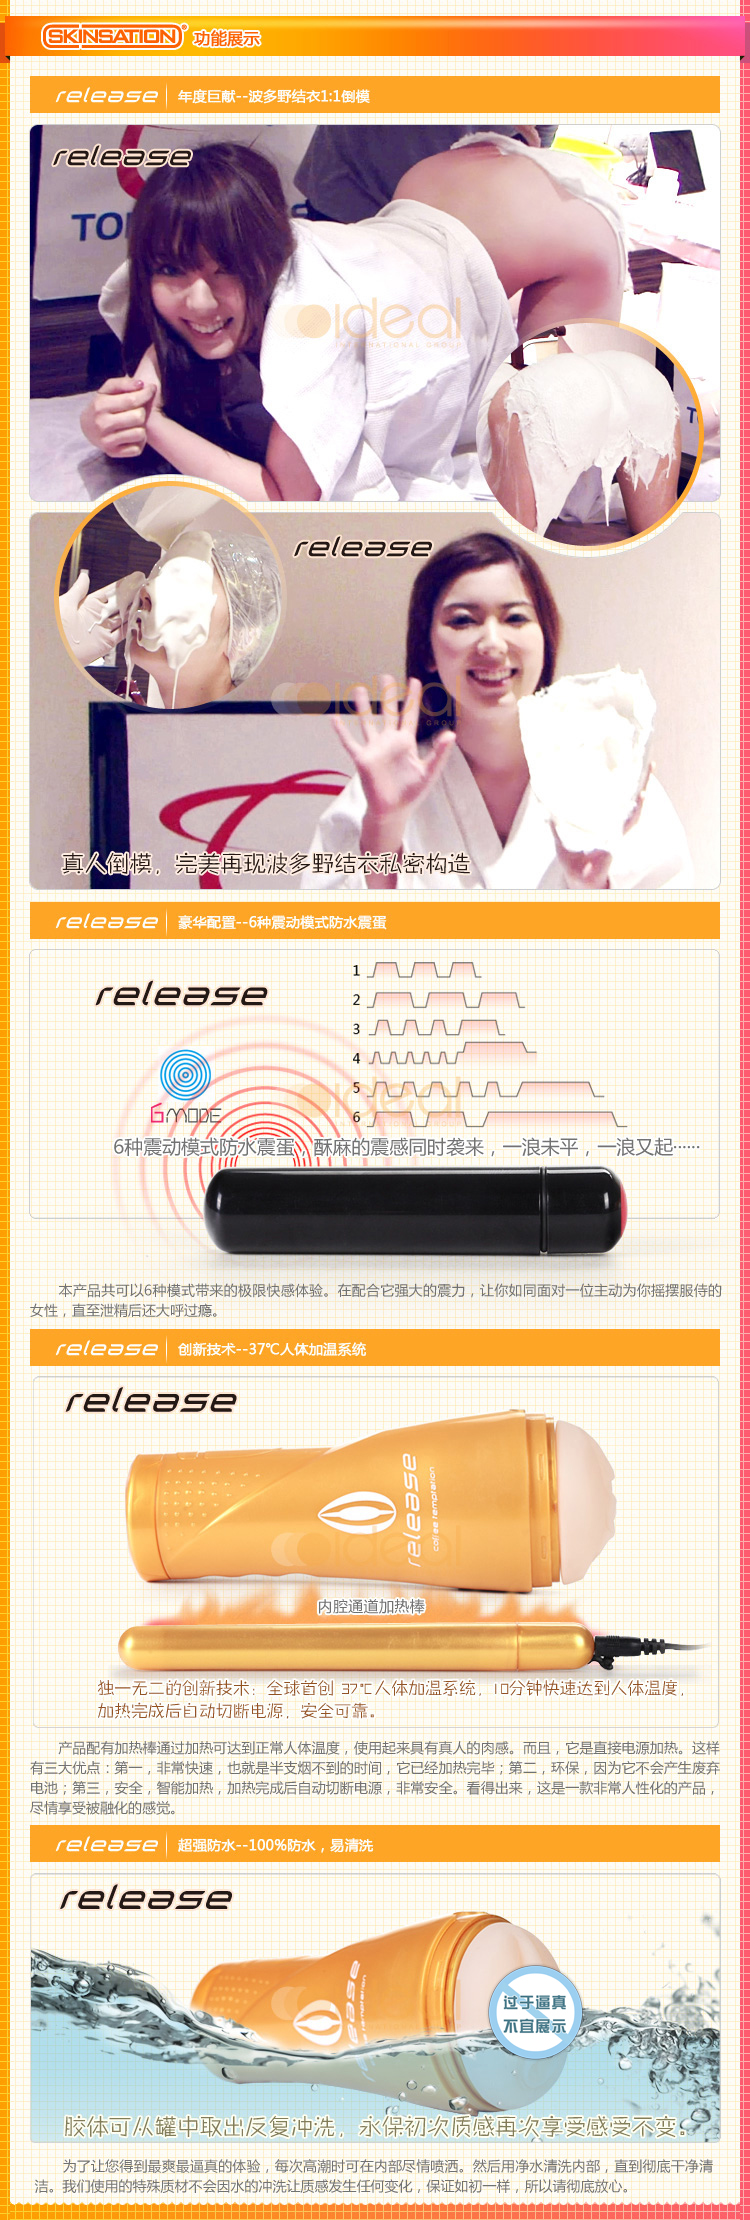 SKINSATION® 功能展示
release 年度巨献--波多野结衣1:1倒模
release
ideal
INTERNATIONAL GROUP
release
ideal
GROUP
真人倒模，完美再现波多野结衣私密构造
release 豪华配置--6种震动模式防水震蛋
release
1
2
3
4
5
6
6 MODE
ideal
6种震动模式防水震蛋，酥麻的震感同时袭来，一浪未平，一浪又起······
本产品共可以6种模式带来的极限快感体验。在配合它强大的震力，让你如同面对一位主动为你摇摆服侍的
女性，直至泄精后还大呼过瘾。
release 创新技术--37℃人体加温系统
release
release
coffee temptation
ideal
内腔通道加热棒
独一无二的创新技术：全球首创 37℃人体加温系统，10分钟快速达到人体温度，
加热完成后自动切断电源，安全可靠。
产品配有加热棒通过加热可达到正常人体温度，使用起来具有真人的肉感。而且，它是直接电源加热。这样
有三大优点：第一，非常快速，也就是半支烟不到的时间，它已经加热完毕；第二，环保，因为它不会产生废弃
电池；第三，安全，智能加热，加热完成后自动切断电源，非常安全。看得出来，这是一款非常人性化的产品，
尽情享受被融化的感觉。
release 超强防水--100%防水，易清洗
release
过于逼真
不宜展示
胶体可从罐中取出反复冲洗，永保初次质感再次享受感受不变。
为了让您得到最爽最逼真的体验，每次高潮时可在内部尽情喷洒。然后用净水清洗内部，直到彻底干净清
洁。我们使用的特殊质材不会因水的冲洗让质感发生任何变化，保证如初一样，所以请彻底放心。